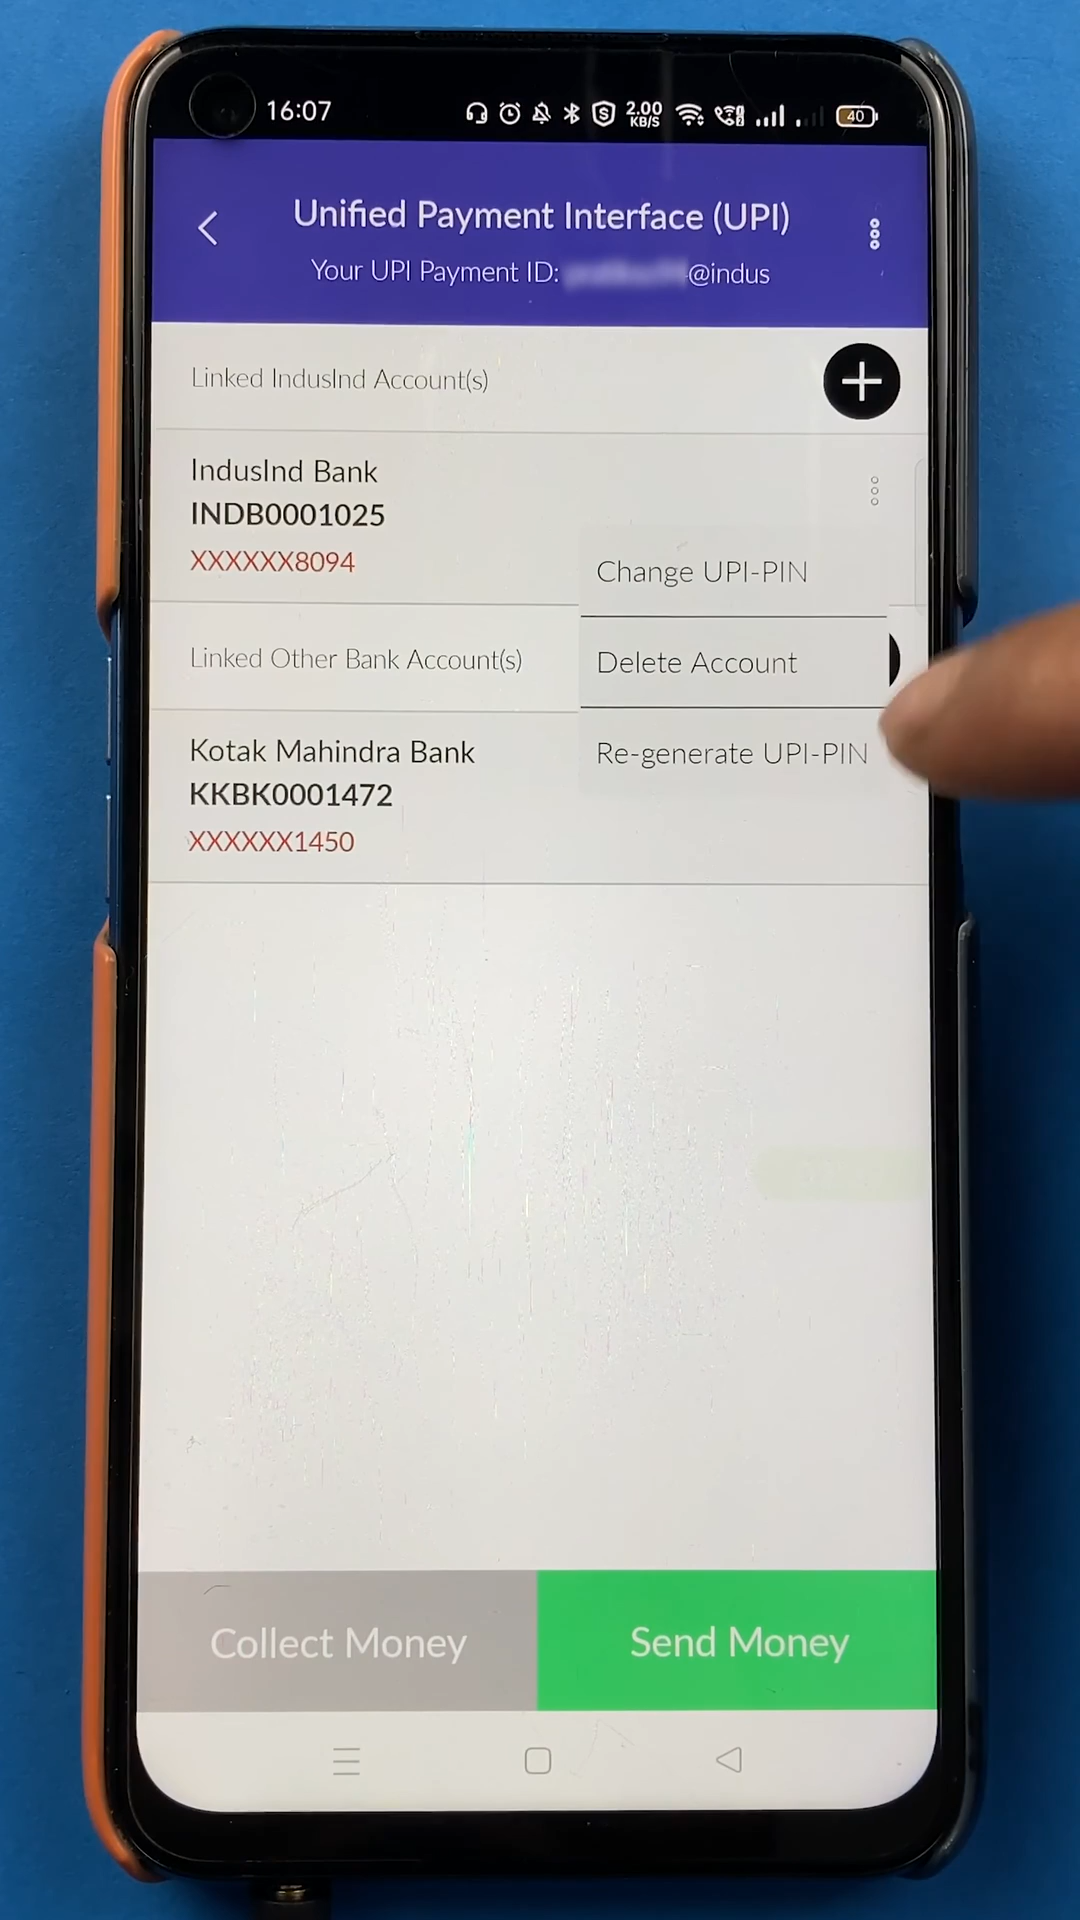 16:07
2.00
KB/S
40
Unified Payment Interface (UPI)
Your UPI Payment ID: @indus
Linked IndusInd Account(s)
IndusInd Bank
INDB0001025
XXXXXX8094
Change UPI-PIN
Linked Other Bank Account(s)
Delete Account
Kotak Mahindra Bank
Re-generate UPI-PIN
KKBK0001472
XXXXXX1450
Collect Money
Send Money